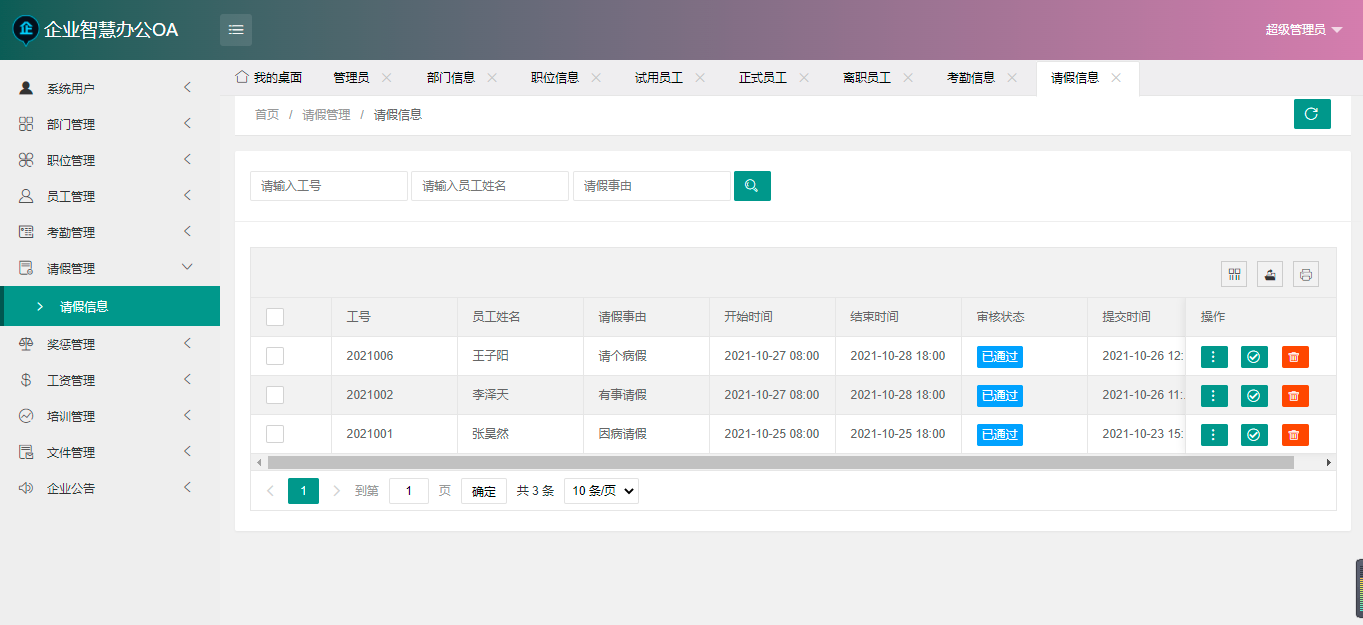 企业智慧办公OA
超级管理员
系统用户
部门管理
职位管理
员工管理
考勤管理
请假管理
请假信息
奖惩管理
工资管理
培训管理
文件管理
企业公告
我的桌面 管理员 部门信息 职位信息 试用员工 正式员工 离职员工 考勤信息 请假信息
首页 / 请假管理 / 请假信息
请输入工号 请输入员工姓名 请假事由
工号 员工姓名 请假事由 开始时间 结束时间 审核状态 提交时间 操作
2021006 王子阳 请个病假 2021-10-27 08:00 2021-10-28 18:00 已通过 2021-10-26 12:
2021002 李泽天 有事请假 2021-10-27 08:00 2021-10-28 18:00 已通过 2021-10-26 11:
2021001 张昊然 因病请假 2021-10-25 08:00 2021-10-25 18:00 已通过 2021-10-23 15:
1 到第 1 页 确定 共 3 条 10 条/页